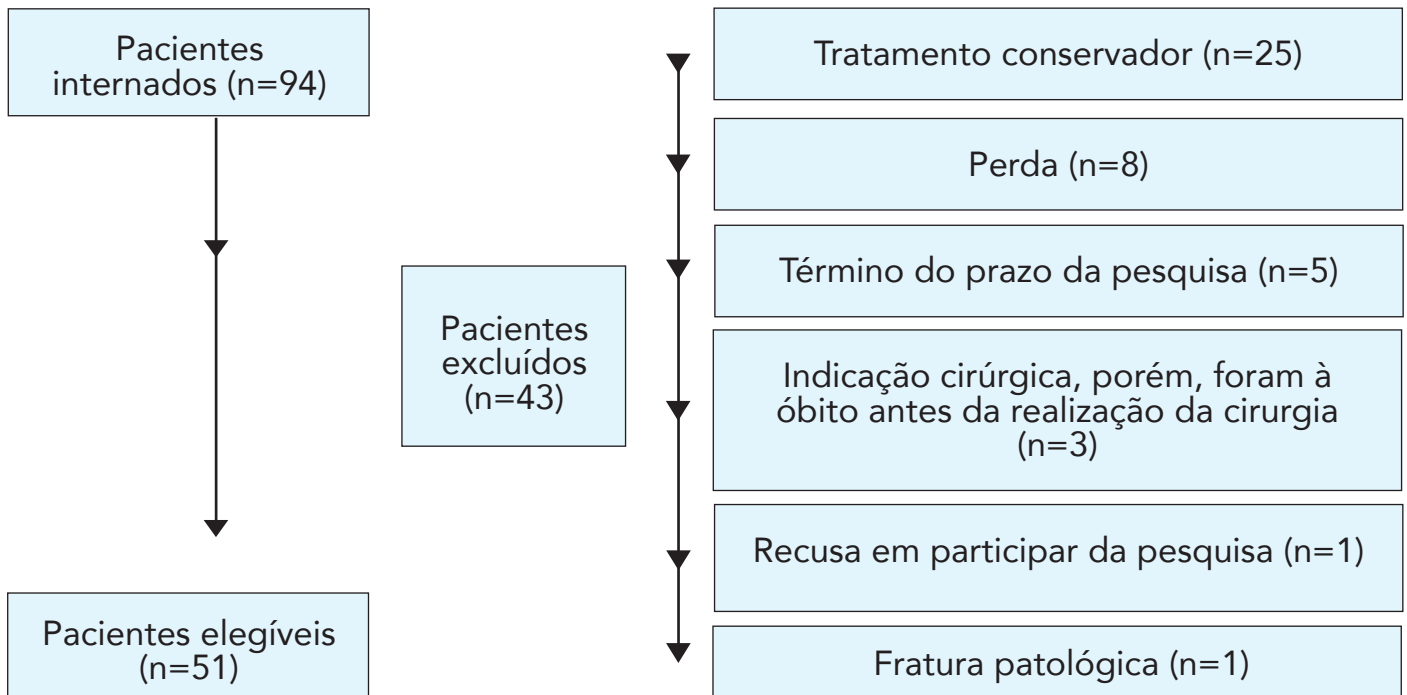 Pacientes
internados (n=94)
Pacientes
excluídos
(n=43)
Pacientes elegíveis
(n=51)
Tratamento conservador (n=25)
Perda (n=8)
Término do prazo da pesquisa (n=5)
Indicação cirúrgica, porém, foram à
óbito antes da realização da cirurgia
(n=3)
Recusa em participar da pesquisa (n=1)
Fratura patológica (n=1)